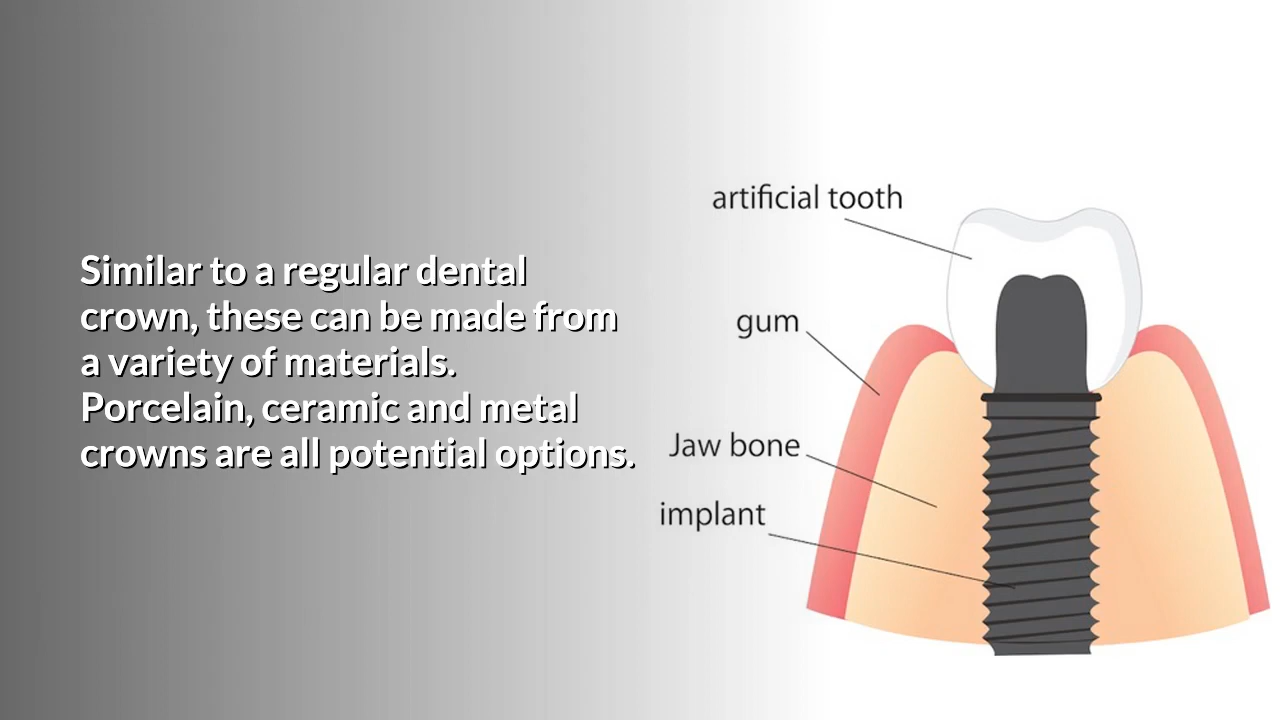 Similar to a regular dental
crown, these can be made from
a variety of materials.
Porcelain, ceramic and metal
crowns are all potential options.
artificial tooth
gum
Jaw bone
implant